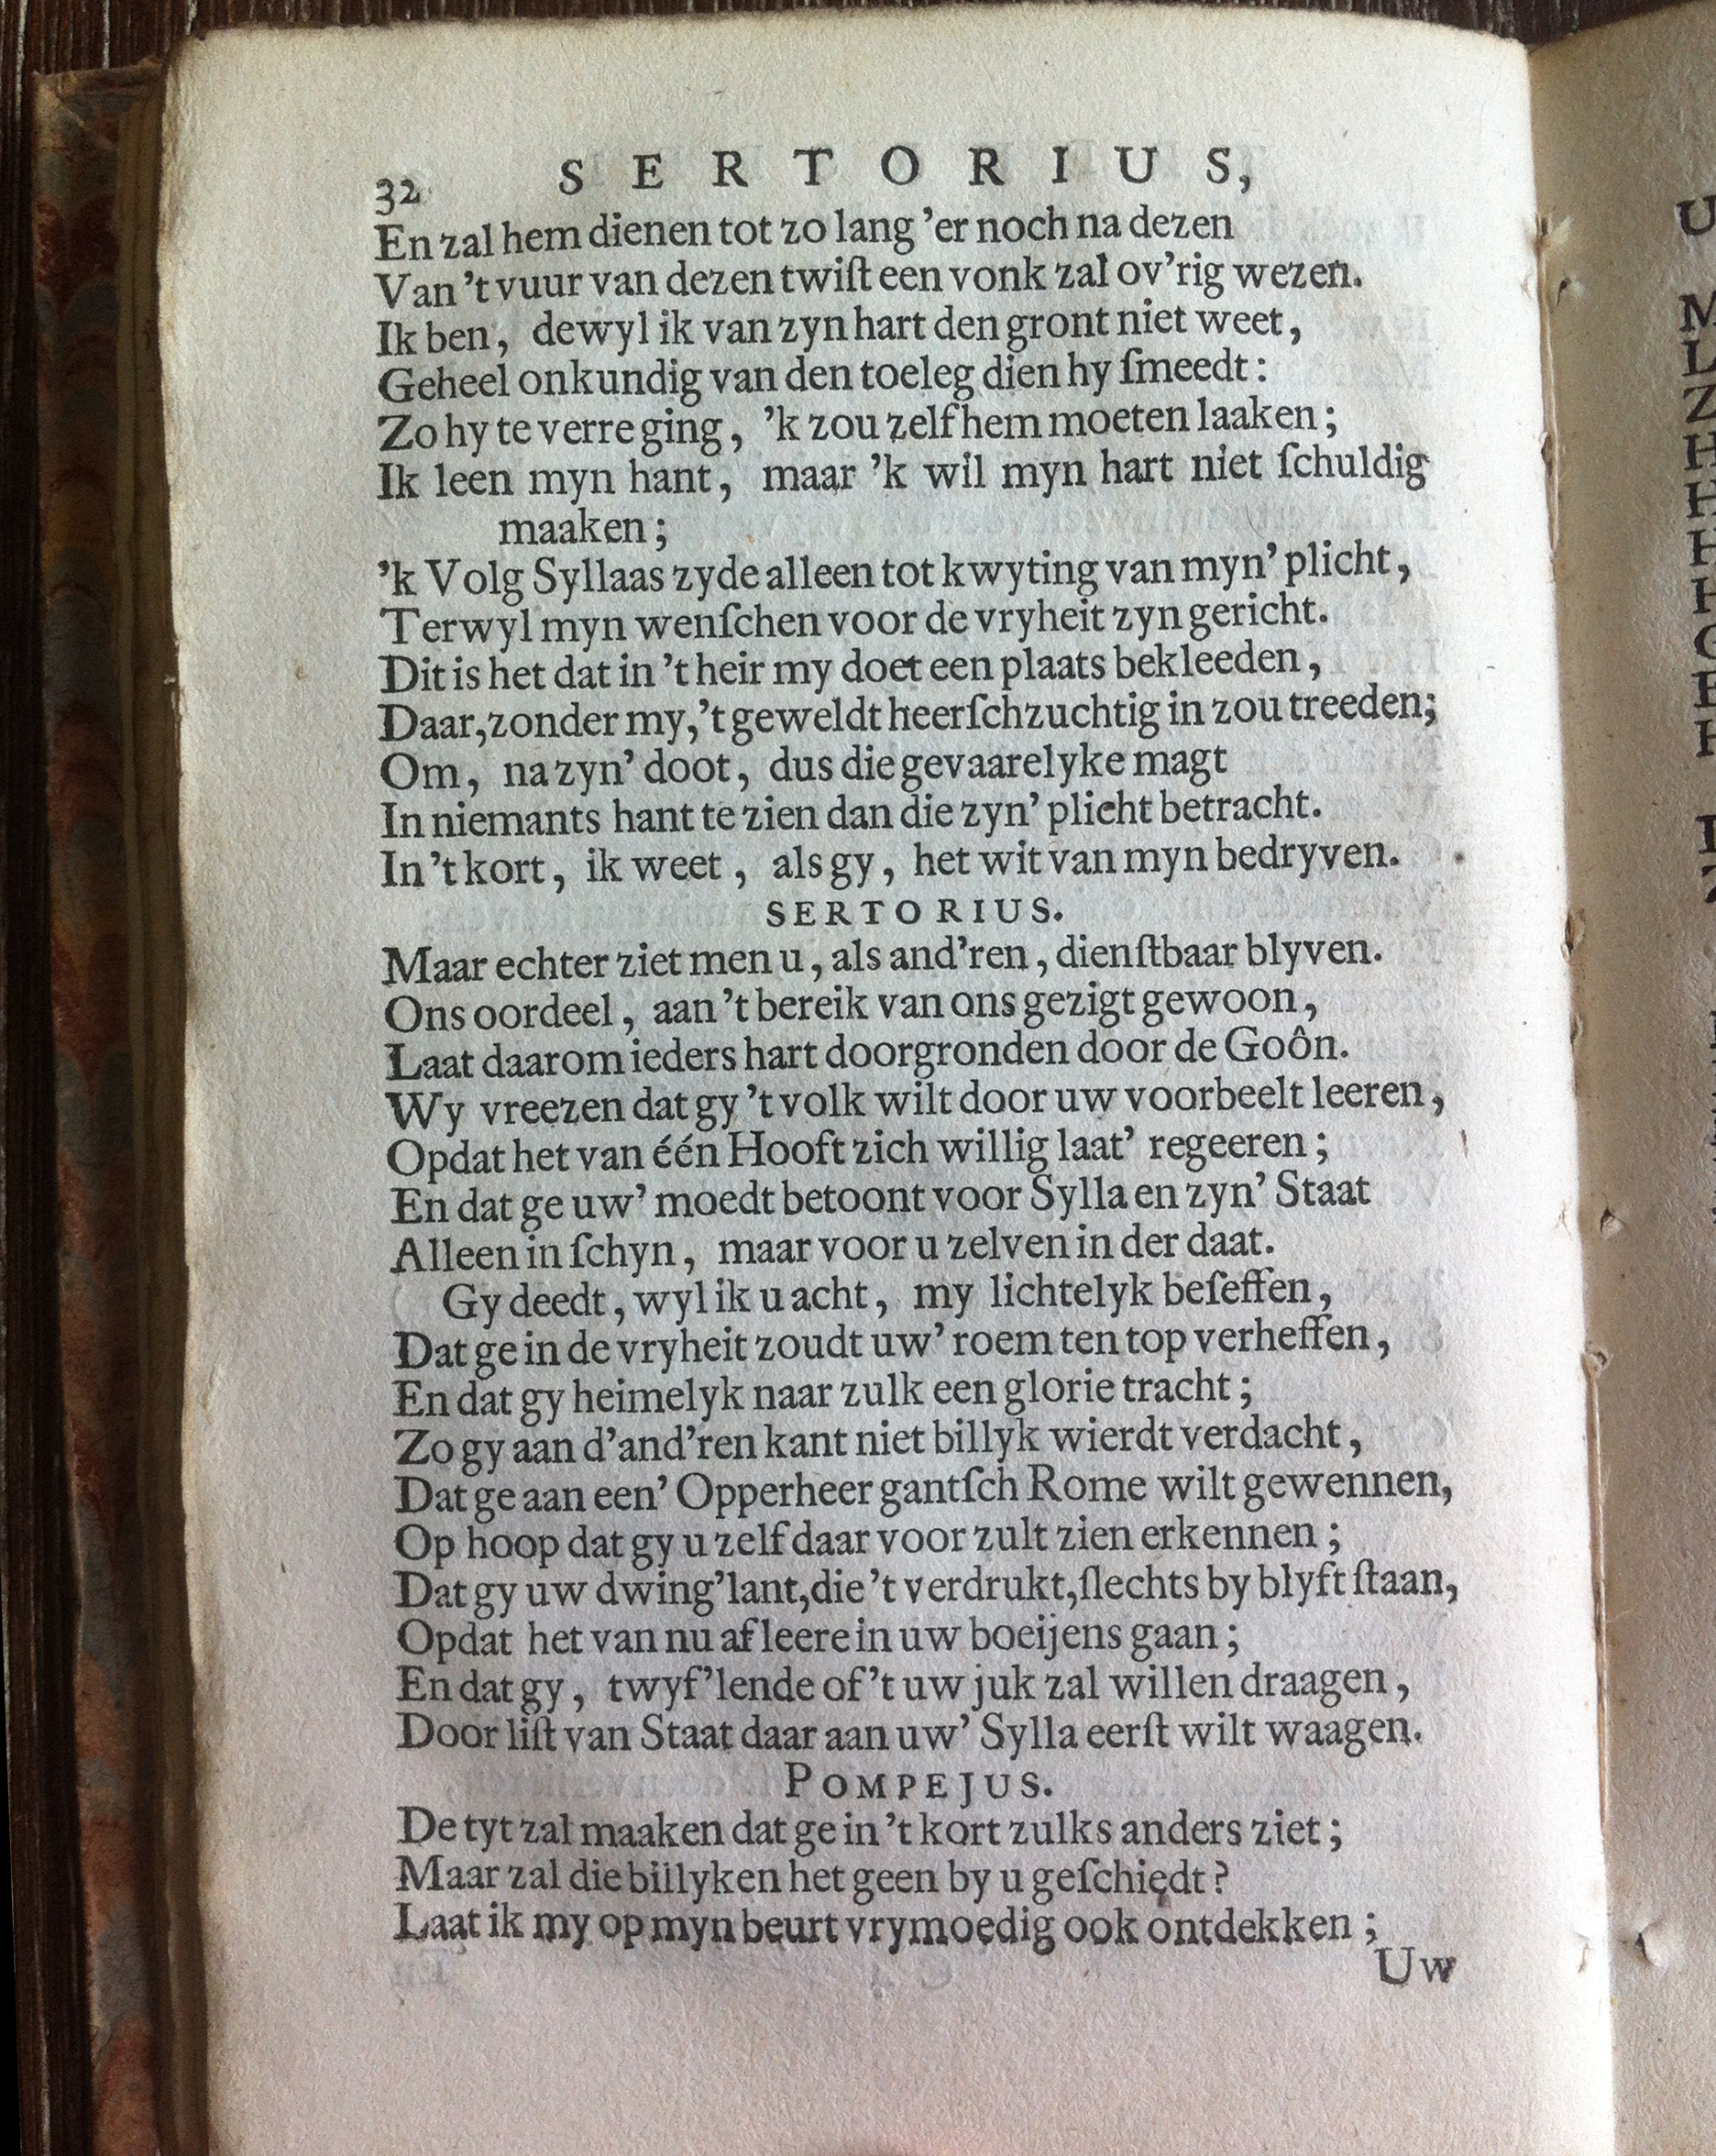 32 SERTORIUS,
En zal hem dienen tot zo lang ’er noch na dezen
Van ’t vuur van dezen twiſt een vonk zal ov’rig wezen.
Ik ben, dewyl ik van zyn hart den gront niet weet,
Geheel onkundig van den toeleg dien hy ſmeedt:
Zo hy te verre ging, ’k zou zelf hem moeten laaken;
Ik leen myn hant, maar ’k wil myn hart niet ſchuldig
maaken;
’k Volg Syllaas zyde alleen tot kwyting van myn’ plicht,
Terwyl myn wenſchen voor de vryheit zyn gericht.
Dit is het dat in ’t heir my doet een plaats bekleeden,
Daar, zonder my, ’t geweldt heerſchzuchtig in zou treeden;
Om, na zyn’ doot, dus die gevaarelyke magt
In niemants hant te zien dan die zyn’ plicht betracht.
In ’t kort, ik weet, als gy, het wit van myn bedryven.
SERTORIUS.
Maar echter ziet men u, als and’ren, dienſtbaar blyven.
Ons oordeel, aan ’t bereik van ons gezigt gewoon,
Laat daarom ieders hart doorgronden door de Goôn.
Wy vreezen dat gy ’t volk wilt door uw voorbeelt leeren,
Opdat het van één Hooft zich willig laat’ regeeren;
En dat ge uw’ moedt betoont voor Sylla en zyn’ Staat
Alleen in ſchyn, maar voor u zelven in der daat.
Gy deedt, wyl ik u acht, my lichtelyk beſeffen,
Dat ge in de vryheit zoudt uw’ roem ten top verheffen,
En dat gy heimelyk naar zulk een glorie tracht;
Zo gy aan d’and’ren kant niet billyk wierdt verdacht,
Dat ge aan een’ Opperheer gantſch Rome wilt gewennen,
Op hoop dat gy u zelf daar voor zult zien erkennen;
Dat gy uw dwing’lant, die ’t verdrukt, ſlechts by blyft ſtaan,
Opdat het van nu af leere in uw boeijens gaan;
En dat gy, twyf’lende of ’t uw juk zal willen draagen,
Door liſt van Staat daar aan uw’ Sylla eerſt wilt waagen.
POMPEJUS.
De tyt zal maaken dat ge in ’t kort zulks anders ziet;
Maar zal die billyken het geen by u geſchiedt?
Laat ik my op myn beurt vrymoedig ook ontdekken;
Uw